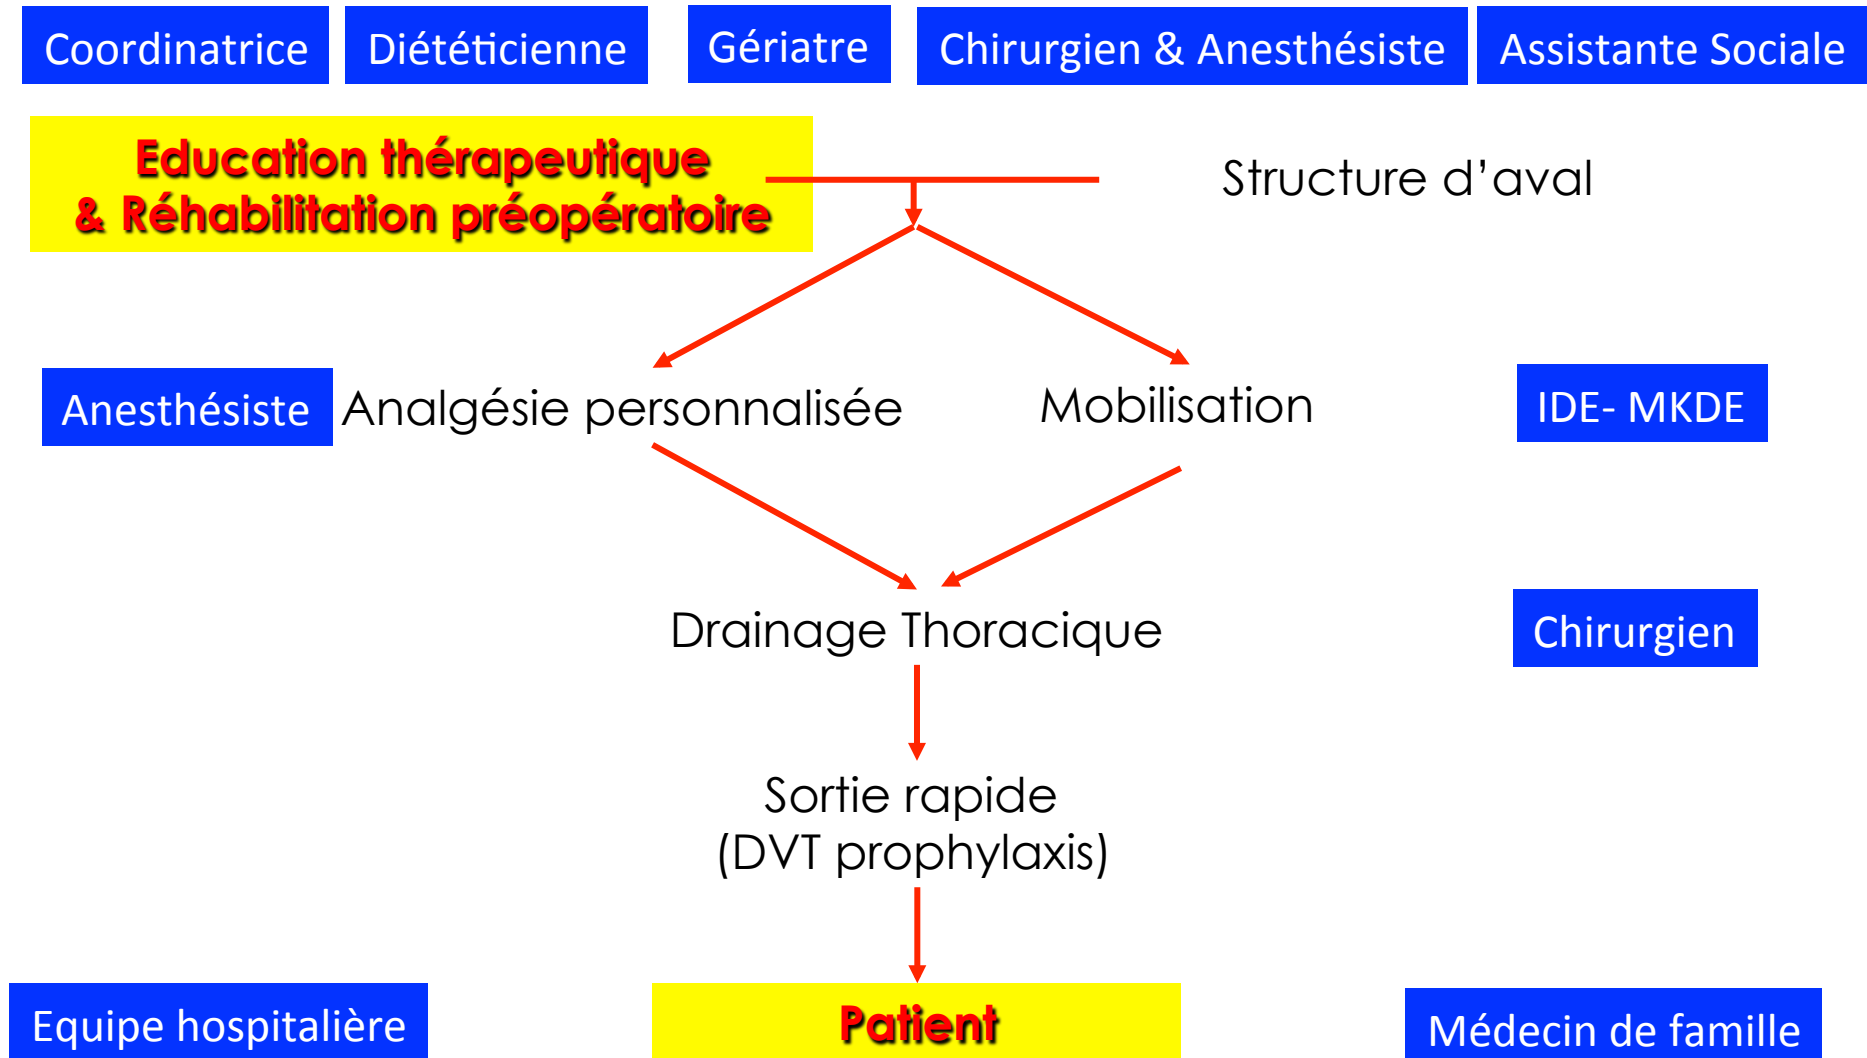 Coordinatrice
Diététicienne
Gériatre
Chirurgien & Anesthésiste
Assistante Sociale
Education thérapeutique
& Réhabilitation préopératoire
Structure d’aval
Anesthésiste
Analgésie personnalisée
Mobilisation
IDE- MKDE
Drainage Thoracique
Chirurgien
Sortie rapide
(DVT prophylaxis)
Equipe hospitalière
Patient
Médecin de famille